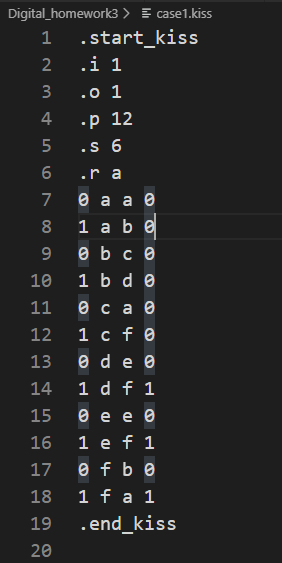 Digital_homework3 > case1.kiss
1 .start_kiss
2 .i 1
3 .o 1
4 .p 12
5 .s 6
6 .r a
7 0 a a 0
8 1 a b 0
9 0 b c 0
10 1 b d 0
11 0 c a 0
12 1 c f 0
13 0 d e 0
14 1 d f 1
15 0 e e 0
16 1 e f 1
17 0 f b 0
18 1 f a 1
19 .end_kiss
20